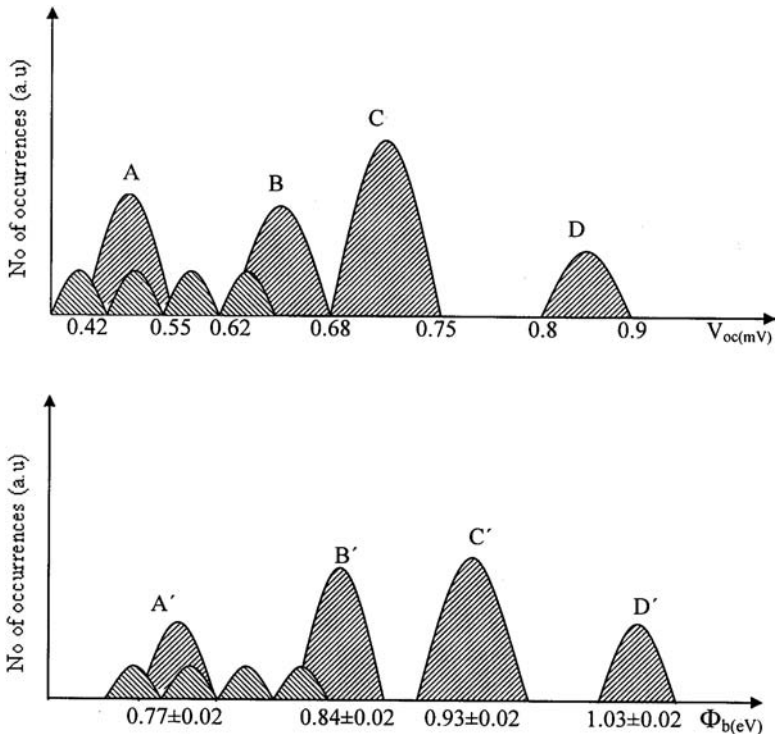 No of occurrences (a.u)
A
B
C
D
0.42 0.55 0.62 0.68 0.75 0.8 0.9 Voc(mV)
No of occurrences (a.u)
A´
B´
C´
D´
0.77±0.02 0.84±0.02 0.93±0.02 1.03±0.02 Φb(eV)